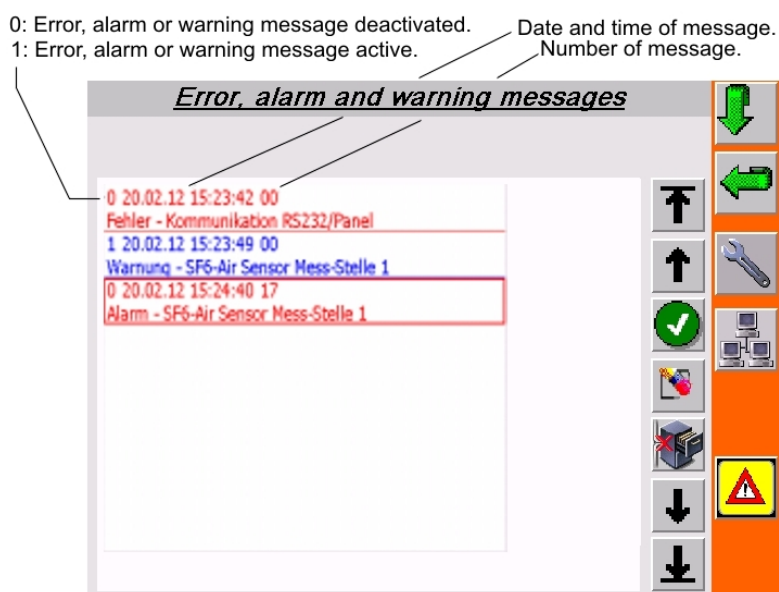 0: Error, alarm or warning message deactivated.
1: Error, alarm or warning message active.
Date and time of message.
Number of message.
Error, alarm and warning messages
0 20.02.12 15:23:42 00
Fehler - Kommunikation RS232/Panel
1 20.02.12 15:23:49 00
Warnung - SF6-Air Sensor Mess-Stelle 1
0 20.02.12 15:24:40 17
Alarm - SF6-Air Sensor Mess-Stelle 1